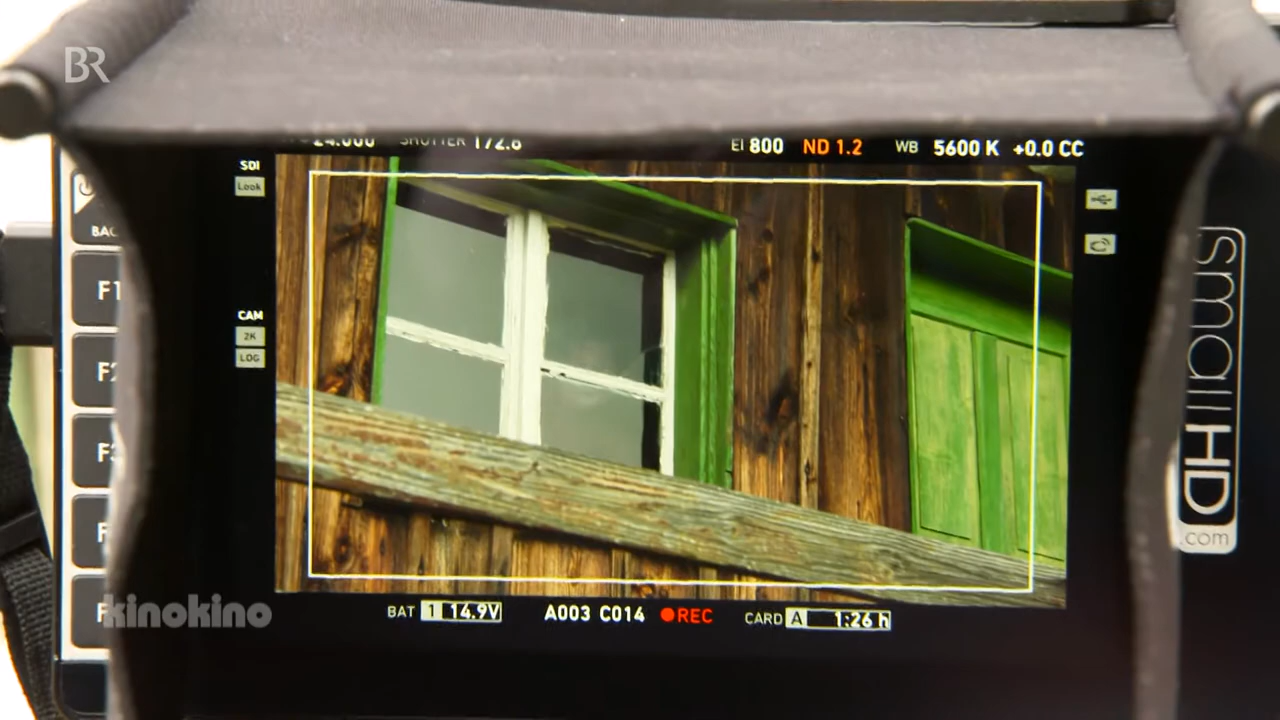 BR
24.000 SHUTTER 172.8 EI 800 ND 1.2 WB 5600 K +0.0 CC
SDI
Look
BAC
F1
F2
F3
F
F
CAM
2K
LOG
smallHD
.com
kinokino
BAT 1 14.9V A003 C014 REC CARD A 1:26 h